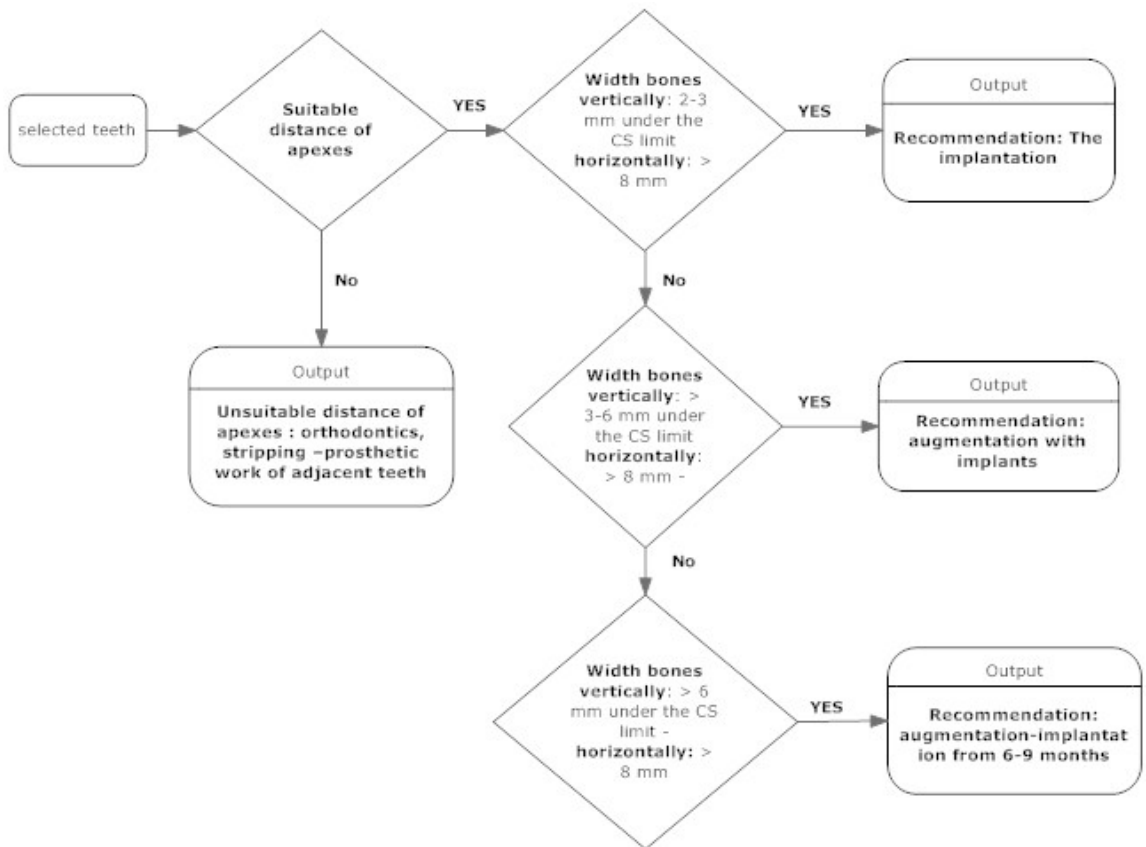 selected teeth
Suitable
distance of
apexes
YES
Width bones
vertically: 2-3
mm under the
CS limit
horizontally: >
8 mm
YES
Output
Recommendation: The
implantation
No
No
Output
Unsuitable distance of
apexes : orthodontics,
stripping –prosthetic
work of adjacent teeth
Width bones
vertically: >
3-6 mm under
the CS limit
horizontally:
> 8 mm -
YES
Output
Recommendation:
augmentation with
implants
No
Width bones
vertically: > 6
mm under the CS
limit -
horizontally: >
8 mm
YES
Output
Recommendation:
augmentation-implantat
ion from 6-9 months